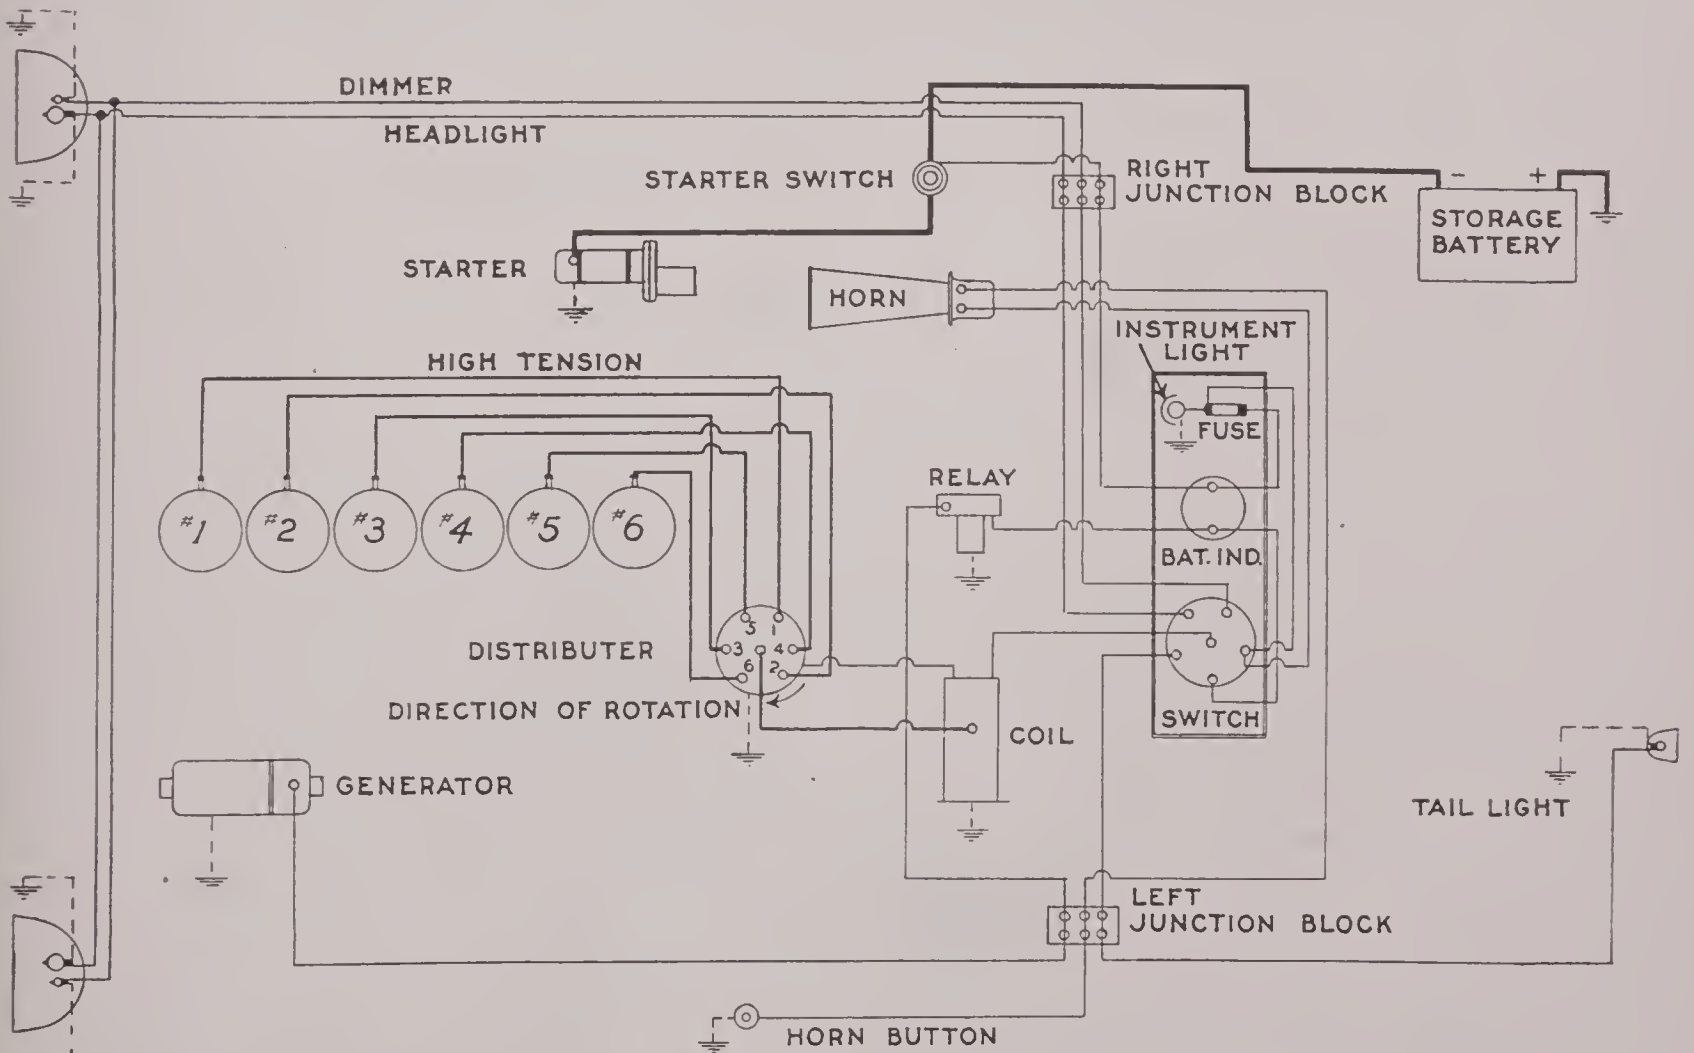 DIMMER
HEADLIGHT
STARTER SWITCH
RIGHT
JUNCTION BLOCK
- +
STORAGE
BATTERY
STARTER
HORN
INSTRUMENT
LIGHT
HIGH TENSION
FUSE
RELAY
#1 #2 #3 #4 #5 #6
BAT. IND.
5 1
3 4
6 2
DISTRIBUTER
DIRECTION OF ROTATION
SWITCH
COIL
GENERATOR
TAIL LIGHT
LEFT
JUNCTION BLOCK
HORN BUTTON